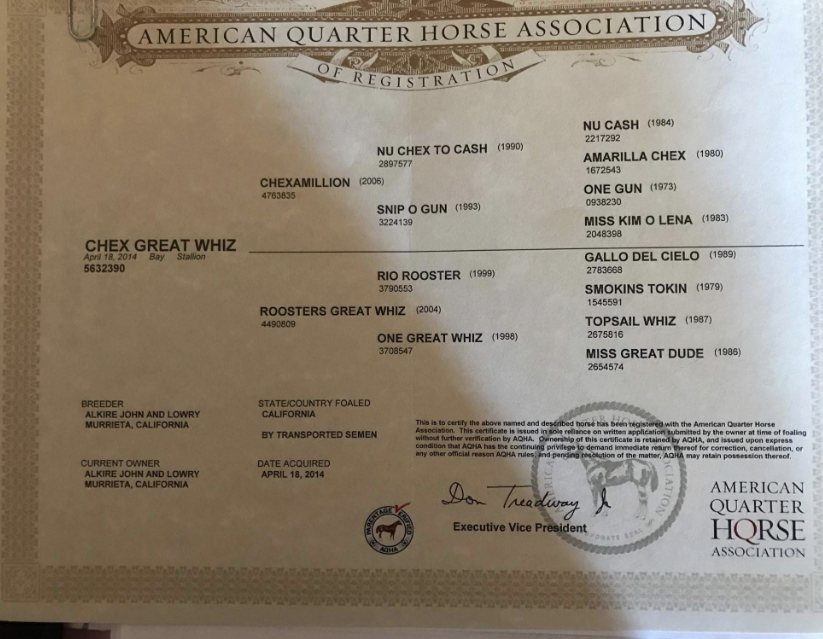 AMERICAN QUARTER HORSE ASSOCIATION
OF REGISTRATION
NU CASH (1984)
2217292
NU CHEX TO CASH (1990)
2897577
AMARILLA CHEX (1980)
1672543
CHEXAMILLION (2006)
4763835
ONE GUN (1973)
0938230
SNIP O GUN (1993)
3224139
MISS KIM O LENA (1983)
2048398
CHEX GREAT WHIZ
April 18, 2014 Bay Stallion
5632390
GALLO DEL CIELO (1989)
2783668
RIO ROOSTER (1999)
3790553
SMOKINS TOKIN (1979)
1545591
ROOSTERS GREAT WHIZ (2004)
4490809
TOPSAIL WHIZ (1987)
2675816
ONE GREAT WHIZ (1998)
3708547
MISS GREAT DUDE (1986)
2654574
BREEDER
ALKIRE JOHN AND LOWRY
MURRIETA, CALIFORNIA
STATE/COUNTRY FOALED
CALIFORNIA
BY TRANSPORTED SEMEN
CURRENT OWNER
ALKIRE JOHN AND LOWRY
MURRIETA, CALIFORNIA
DATE ACQUIRED
APRIL 18, 2014
This is to certify that the above named and described horse has been registered with the American Quarter Horse
Association. This certificate is issued in sole reliance on written application submitted by the owner at time of foaling
without further verification by AQHA. Ownership of this certificate is retained by AQHA, and issued upon express
condition that AQHA has the continuing privilege to demand immediate return thereof for correction, cancellation, or
any other official reason AQHA rules, and pending resolution of the matter, AQHA may retain possession thereof.
Don Treadway Jr
Executive Vice President
PARENTAGE VERIFIED
AQHA
AMERICAN
QUARTER
HORSE
ASSOCIATION